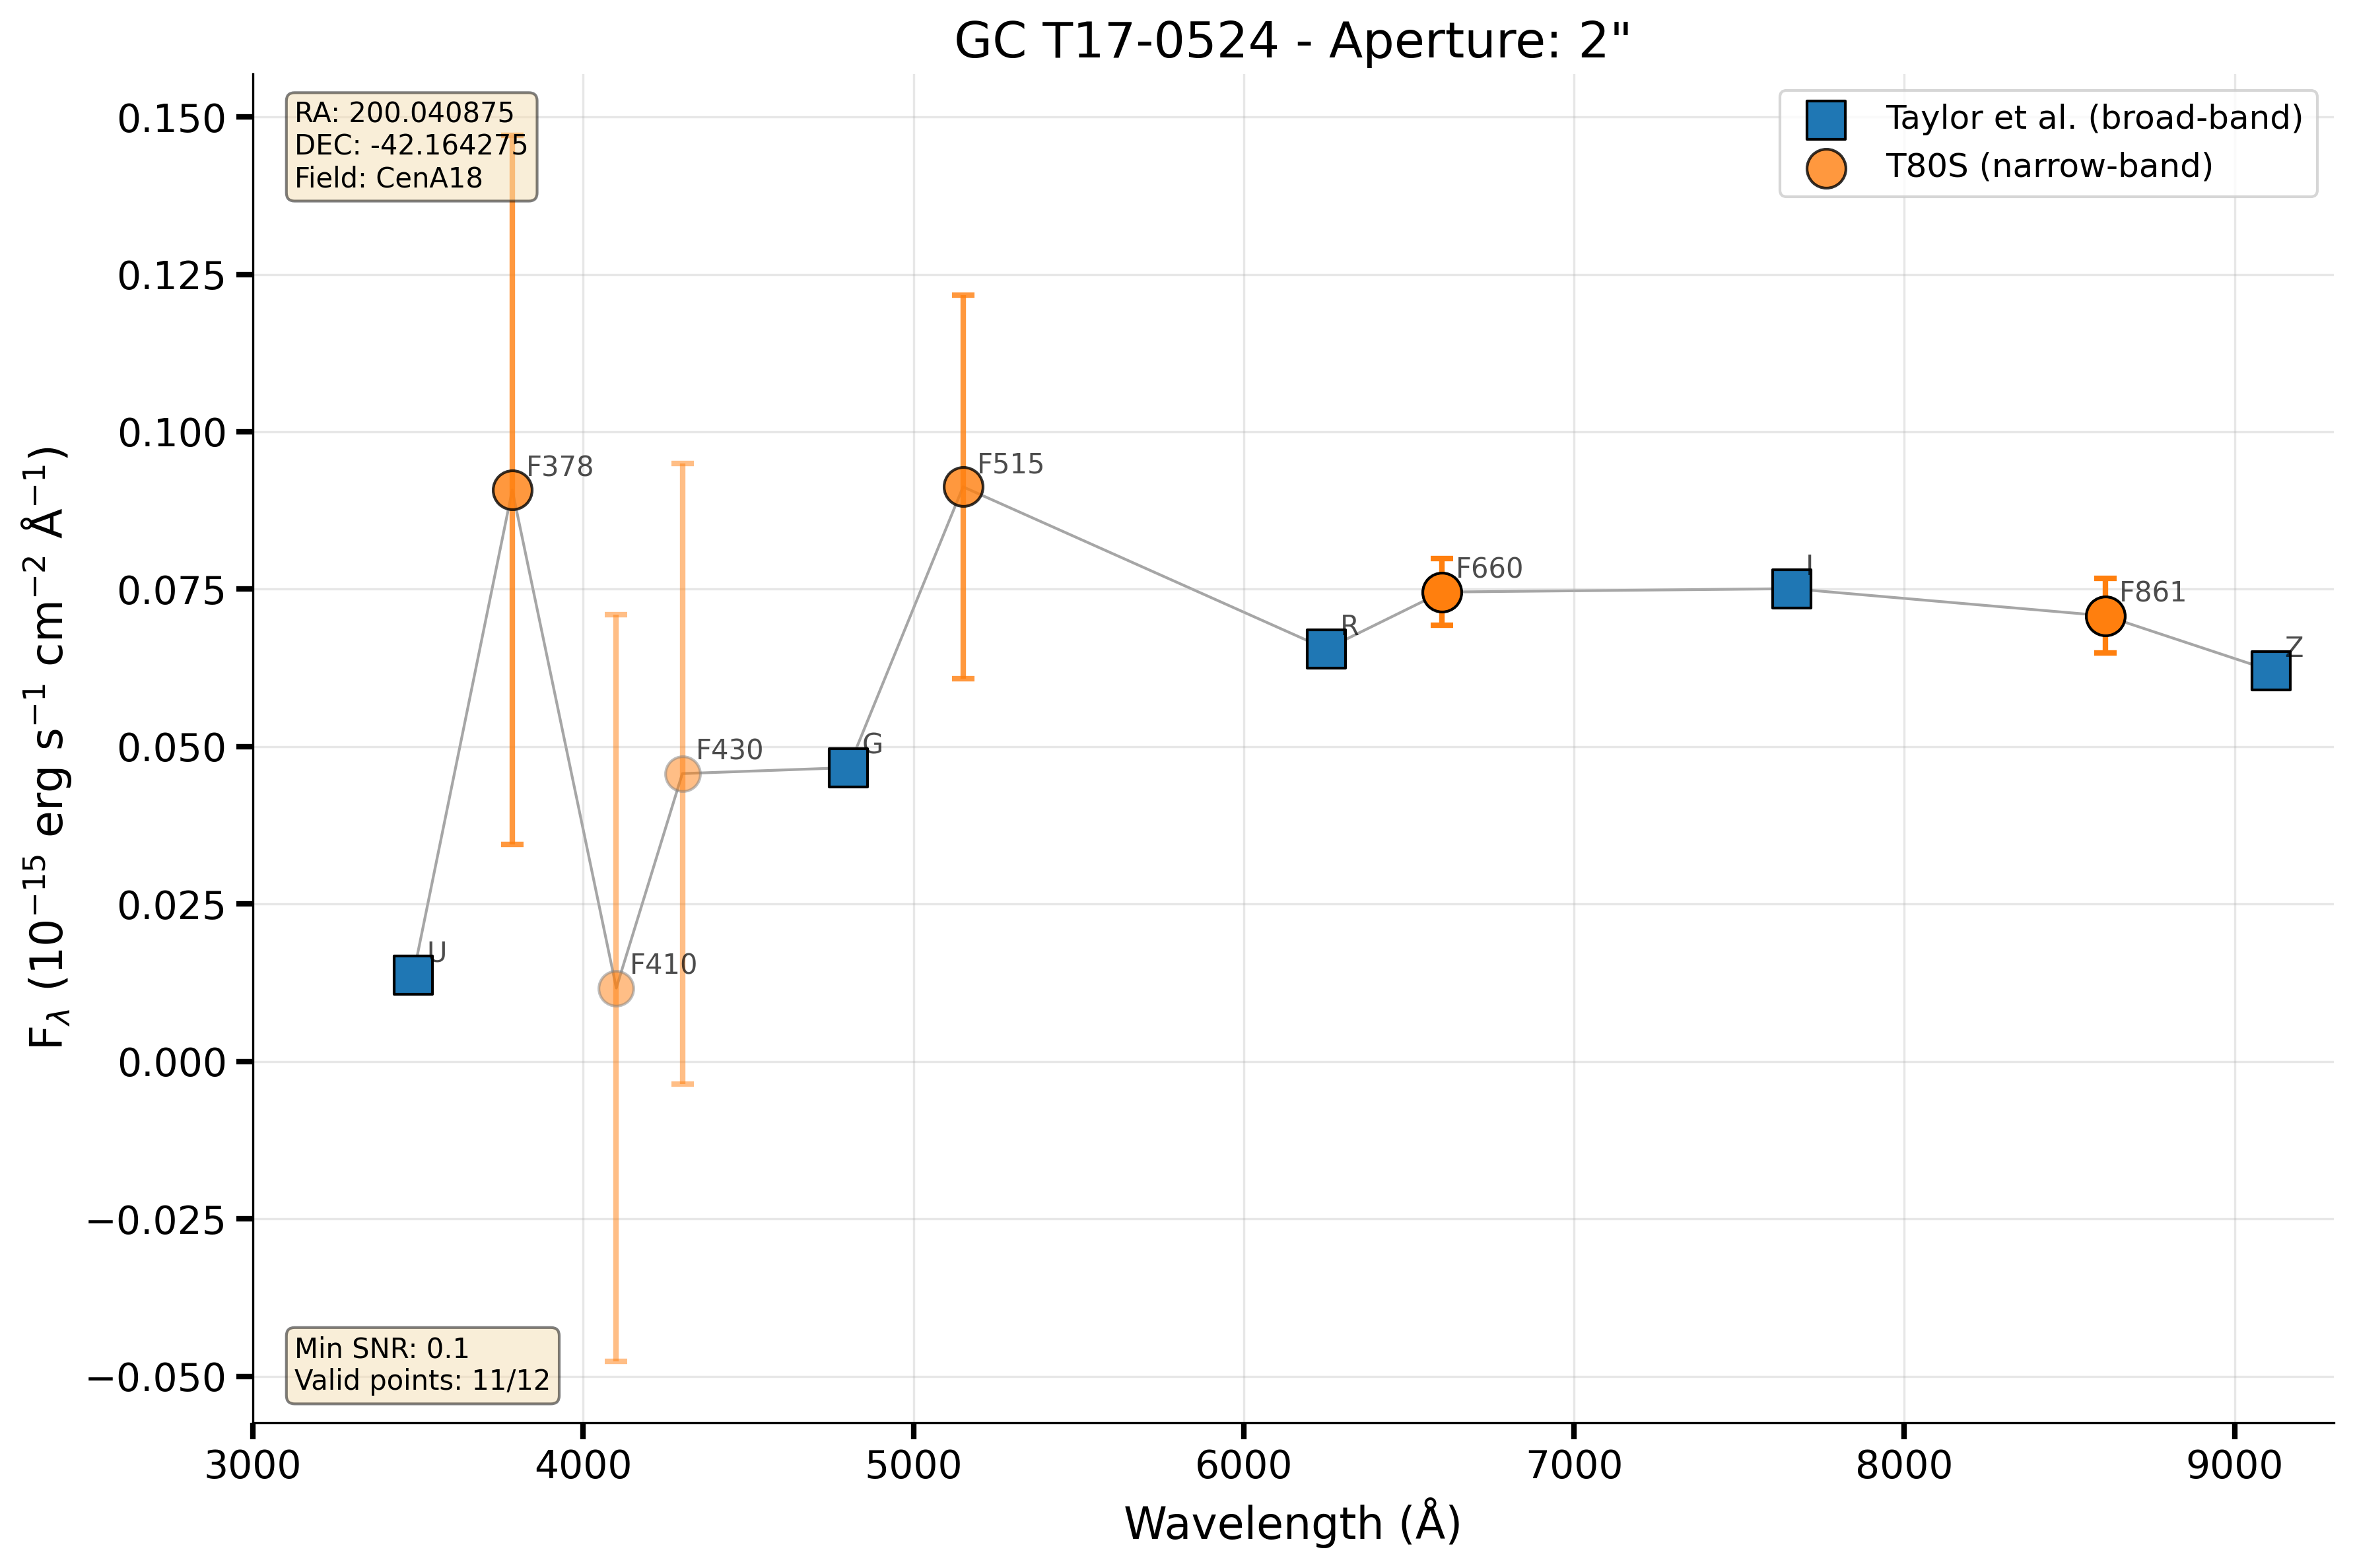 GC T17-0524 - Aperture: 2"
RA: 200.040875
DEC: -42.164275
Field: CenA18
Taylor et al. (broad-band)
T80S (narrow-band)
0.150
0.125
0.100
0.075
0.050
0.025
0.000
−0.025
−0.050
F_λ (10⁻¹⁵ erg s⁻¹ cm⁻² Å⁻¹)
U
F378
F410
F430
G
F515
R
F660
I
F861
Z
Min SNR: 0.1
Valid points: 11/12
3000 4000 5000 6000 7000 8000 9000
Wavelength (Å)